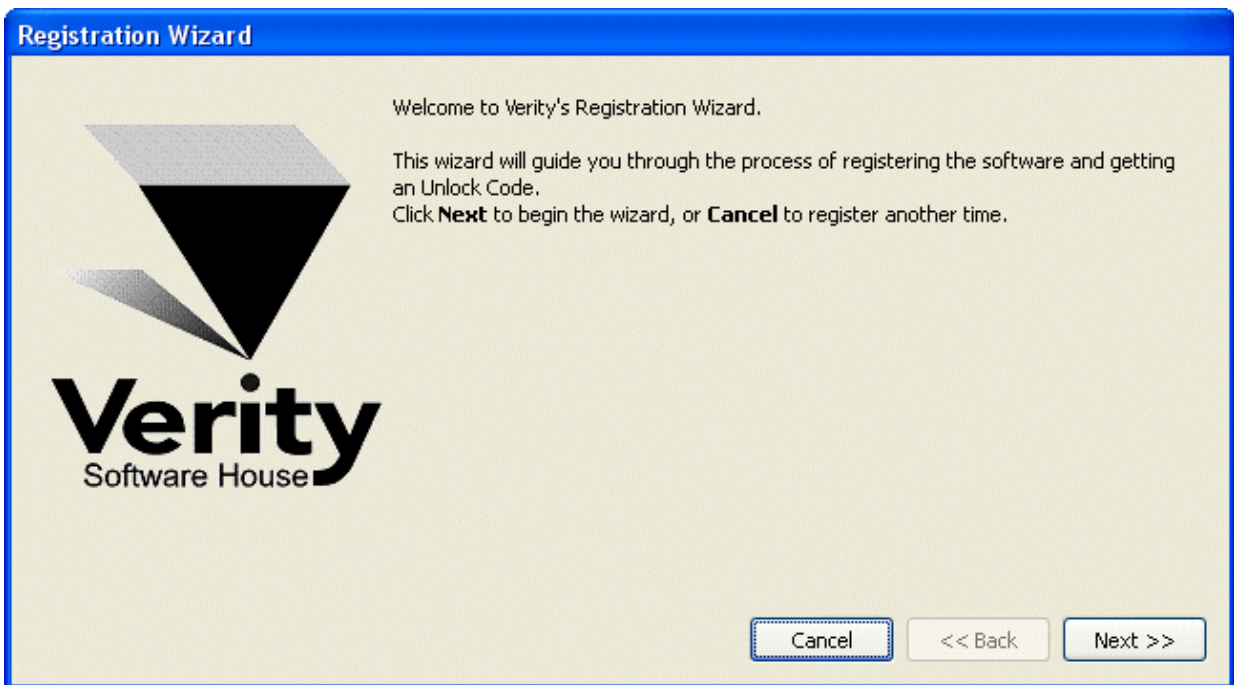 Registration Wizard
Welcome to Verity's Registration Wizard.
This wizard will guide you through the process of registering the software and getting
an Unlock Code.
Click Next to begin the wizard, or Cancel to register another time.
Verity
Software House
Cancel
<< Back
Next >>